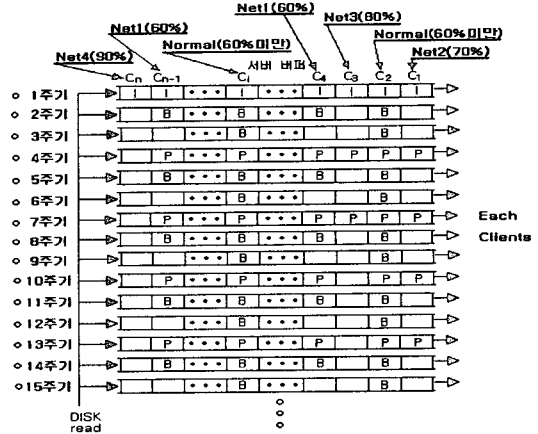 Net1(60%) Net3(80%)
Net1(60%) Normal(60%미만)
Normal(60%미만) Net2(70%)
Net4(90%) 서버 버퍼
Cn Cn-1 Ci C4 C3 C2 C1
1주기 I I • • • I • • • I I I I
2주기 B • • • B • • • B B
3주기 • • • B • • • B
4주기 P • • • P • • • P P P P
5주기 B • • • B • • • B B
6주기 • • • B • • • B
7주기 P • • • P • • • P P P P Each
8주기 B • • • B • • • B B Clients
9주기 • • • B • • • B
10주기 P • • • P • • • P P P
11주기 B • • • B • • • B B
12주기 • • • B • • • B
13주기 P P • • • P • • • P P P
14주기 B • • • B • • • B B
15주기 • • • B • • • B
DISK
read